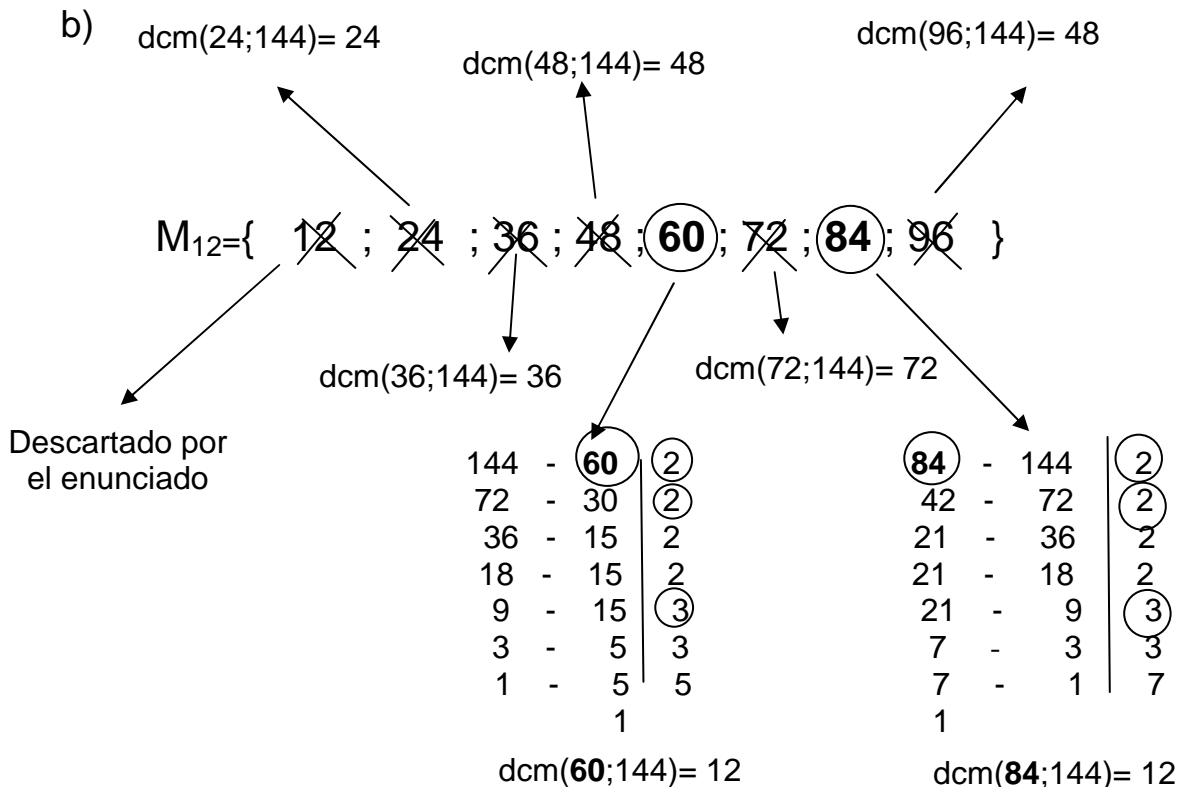 b)
dcm(24;144)= 24
dcm(48;144)= 48
dcm(96;144)= 48
M12={ 12 ; 24 ; 36 ; 48 ; 60 ; 72 ; 84 ; 96 }
dcm(36;144)= 36
dcm(72;144)= 72
Descartado por
el enunciado
144 - 60 2
72 - 30 2
36 - 15 2
18 - 15 2
9 - 15 3
3 - 5 3
1 - 5 5
1
dcm(60;144)= 12
84 - 144 2
42 - 72 2
21 - 36 2
21 - 18 2
21 - 9 3
7 - 3 3
7 - 1 7
1
dcm(84;144)= 12